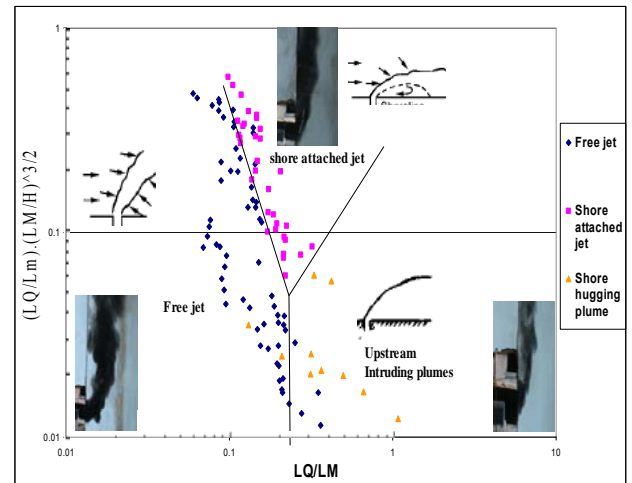 1
0.1
0.01
(LQ/Lm).(LM/H)^3/2
shore attached jet
Free jet
Upstream
Intruding plumes
0.01
0.1
1
10
LQ/LM
Free jet
Shore
attached
jet
Shore
hugging
plume